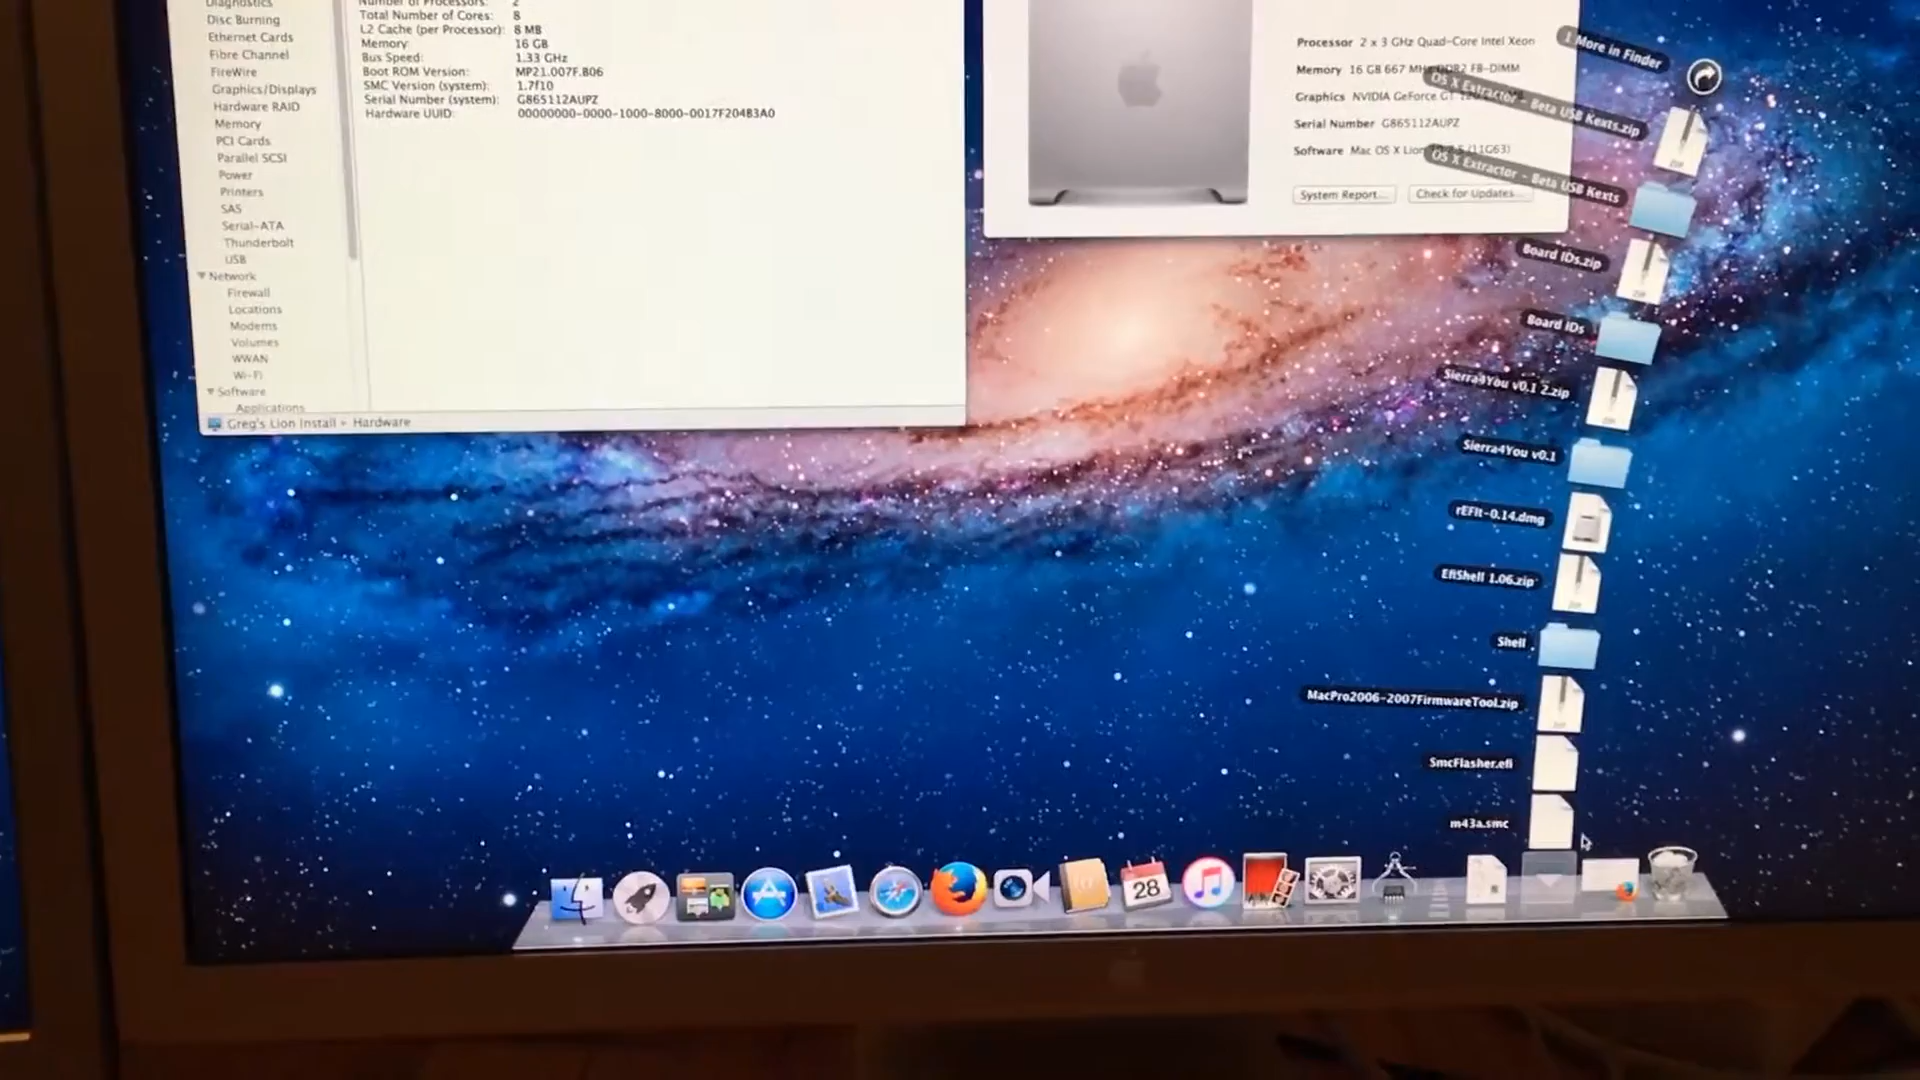 Diagnostics
Disc Burning
Ethernet Cards
Fibre Channel
FireWire
Graphics/Displays
Hardware RAID
Memory
PCI Cards
Parallel SCSI
Power
Printers
SAS
Serial-ATA
Thunderbolt
USB
Network
Firewall
Locations
Modems
Volumes
WWAN
Wi-Fi
Software
Applications
Number of Processors: 2
Total Number of Cores: 8
L2 Cache (per Processor): 8 MB
Memory: 16 GB
Bus Speed: 1.33 GHz
Boot ROM Version: MP21.007F.B06
SMC Version (system): 1.7f10
Serial Number (system): G865112AUPZ
Hardware UUID: 00000000-0000-1000-8000-0017F20483A0
Greg's Lion Install ▸ Hardware
Processor 2 x 3 GHz Quad-Core Intel Xeon
Memory 16 GB 667 MHz DDR2 FB-DIMM
Graphics NVIDIA GeForce GT
Serial Number G865112AUPZ
Software Mac OS X Lion (11G63)
System Report...
Check for Updates...
1 More in Finder
OS X Extractor - Beta USB Kexts.zip
OS X Extractor - Beta USB Kexts
Board IDs.zip
Board IDs
Sierra4You v0.1 2.zip
Sierra4You v0.1
rEFIt-0.14.dmg
EfiShell 1.06.zip
Shell
MacPro2006-2007FirmwareTool.zip
SmcFlasher.efi
m43a.smc
ZIP
ZIP
ZIP
ZIP
ZIP
28